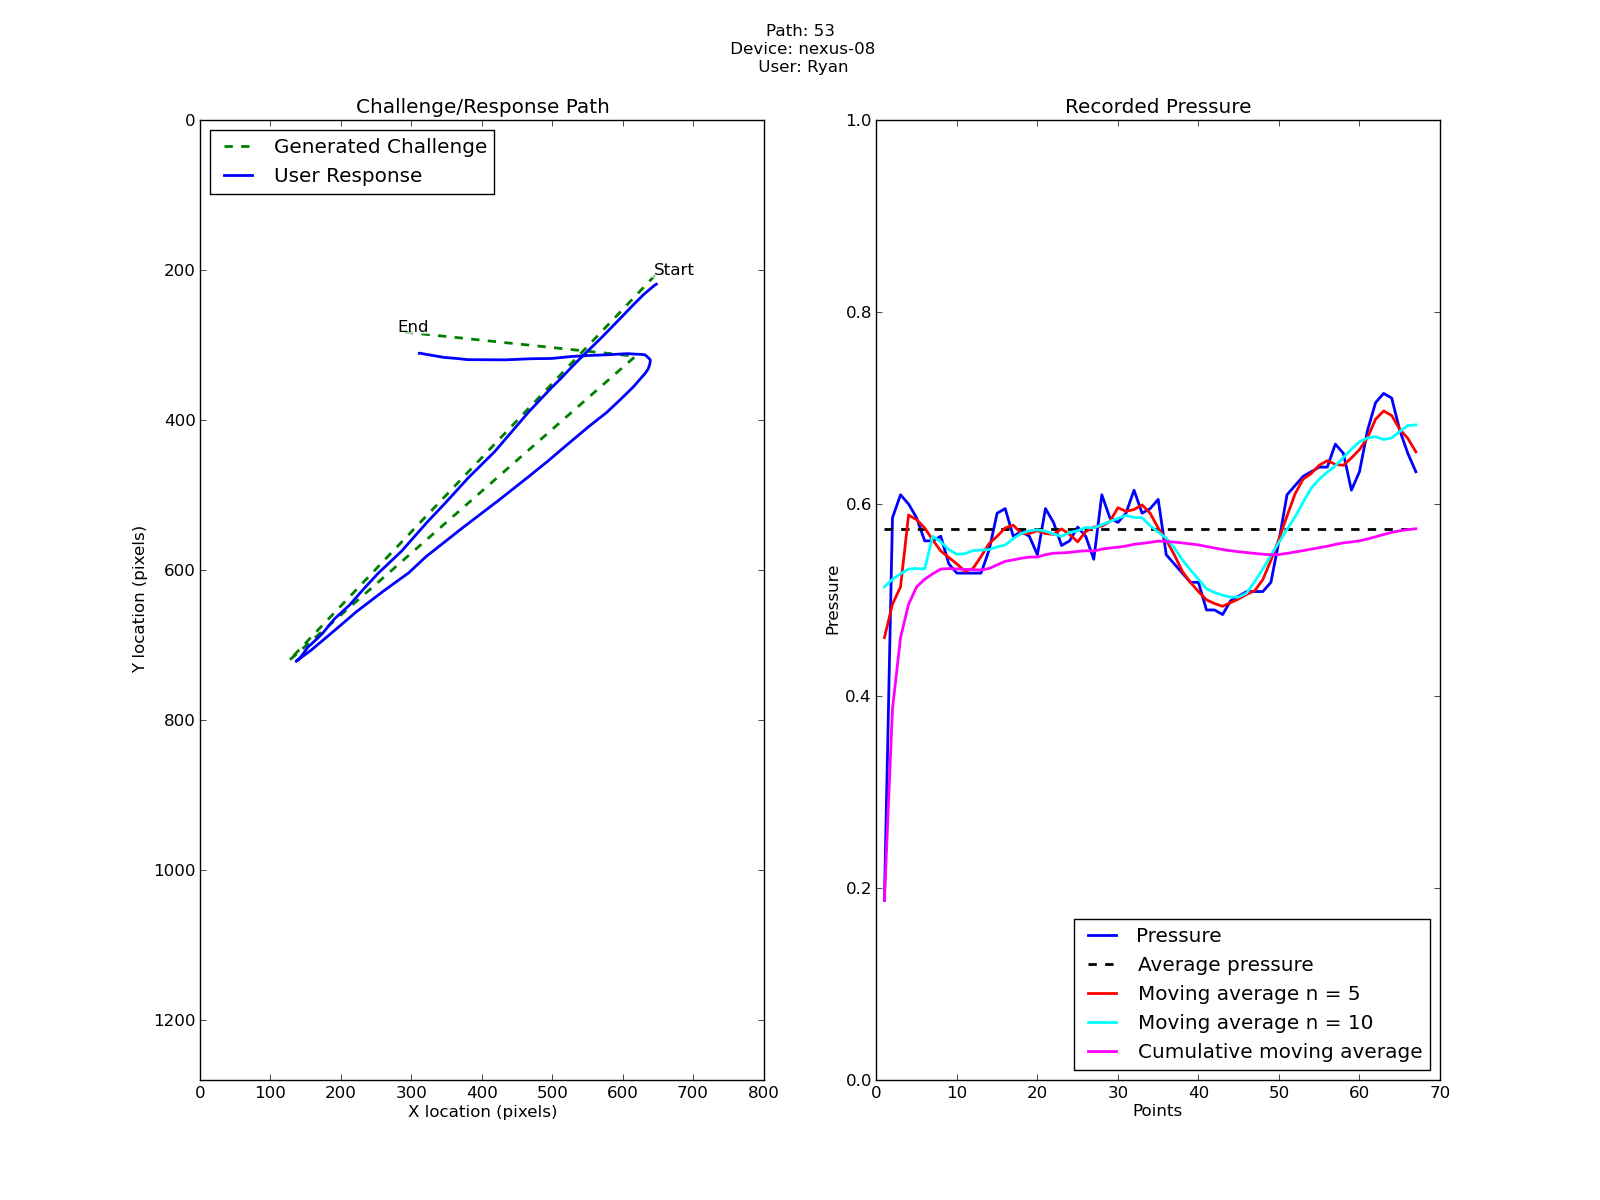 Path: 53
Device: nexus-08
User: Ryan
Challenge/Response Path
Generated Challenge
User Response
Start
End
0
200
400
600
800
1000
1200
Y location (pixels)
0 100 200 300 400 500 600 700 800
X location (pixels)
Recorded Pressure
1.0
0.8
0.6
0.4
0.2
0.0
Pressure
Pressure
Average pressure
Moving average n = 5
Moving average n = 10
Cumulative moving average
0 10 20 30 40 50 60 70
Points